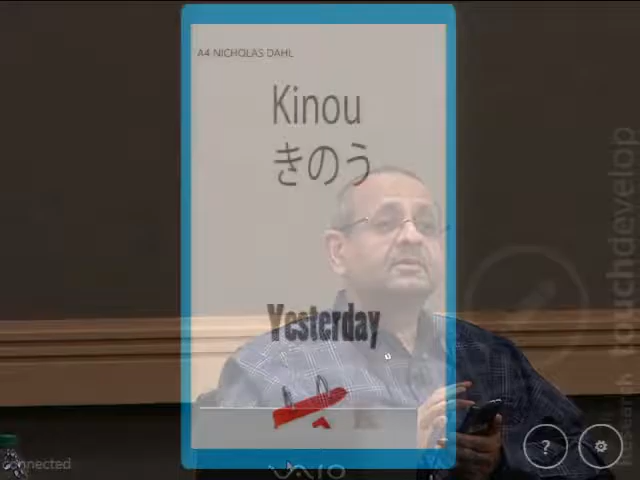 A4 NICHOLAS DAHL
Kinou
きのう
Yesterday
touchdevelop
connected
?
VAIO